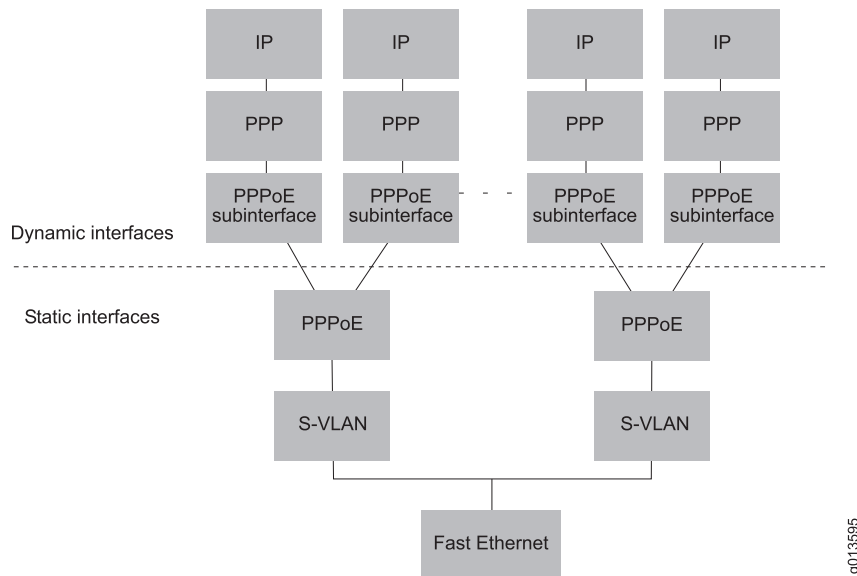 IP
IP
IP
IP
PPP
PPP
PPP
PPP
PPPoE
subinterface
PPPoE
subinterface
PPPoE
subinterface
PPPoE
subinterface
Dynamic interfaces
Static interfaces
PPPoE
PPPoE
S-VLAN
S-VLAN
Fast Ethernet
g013595